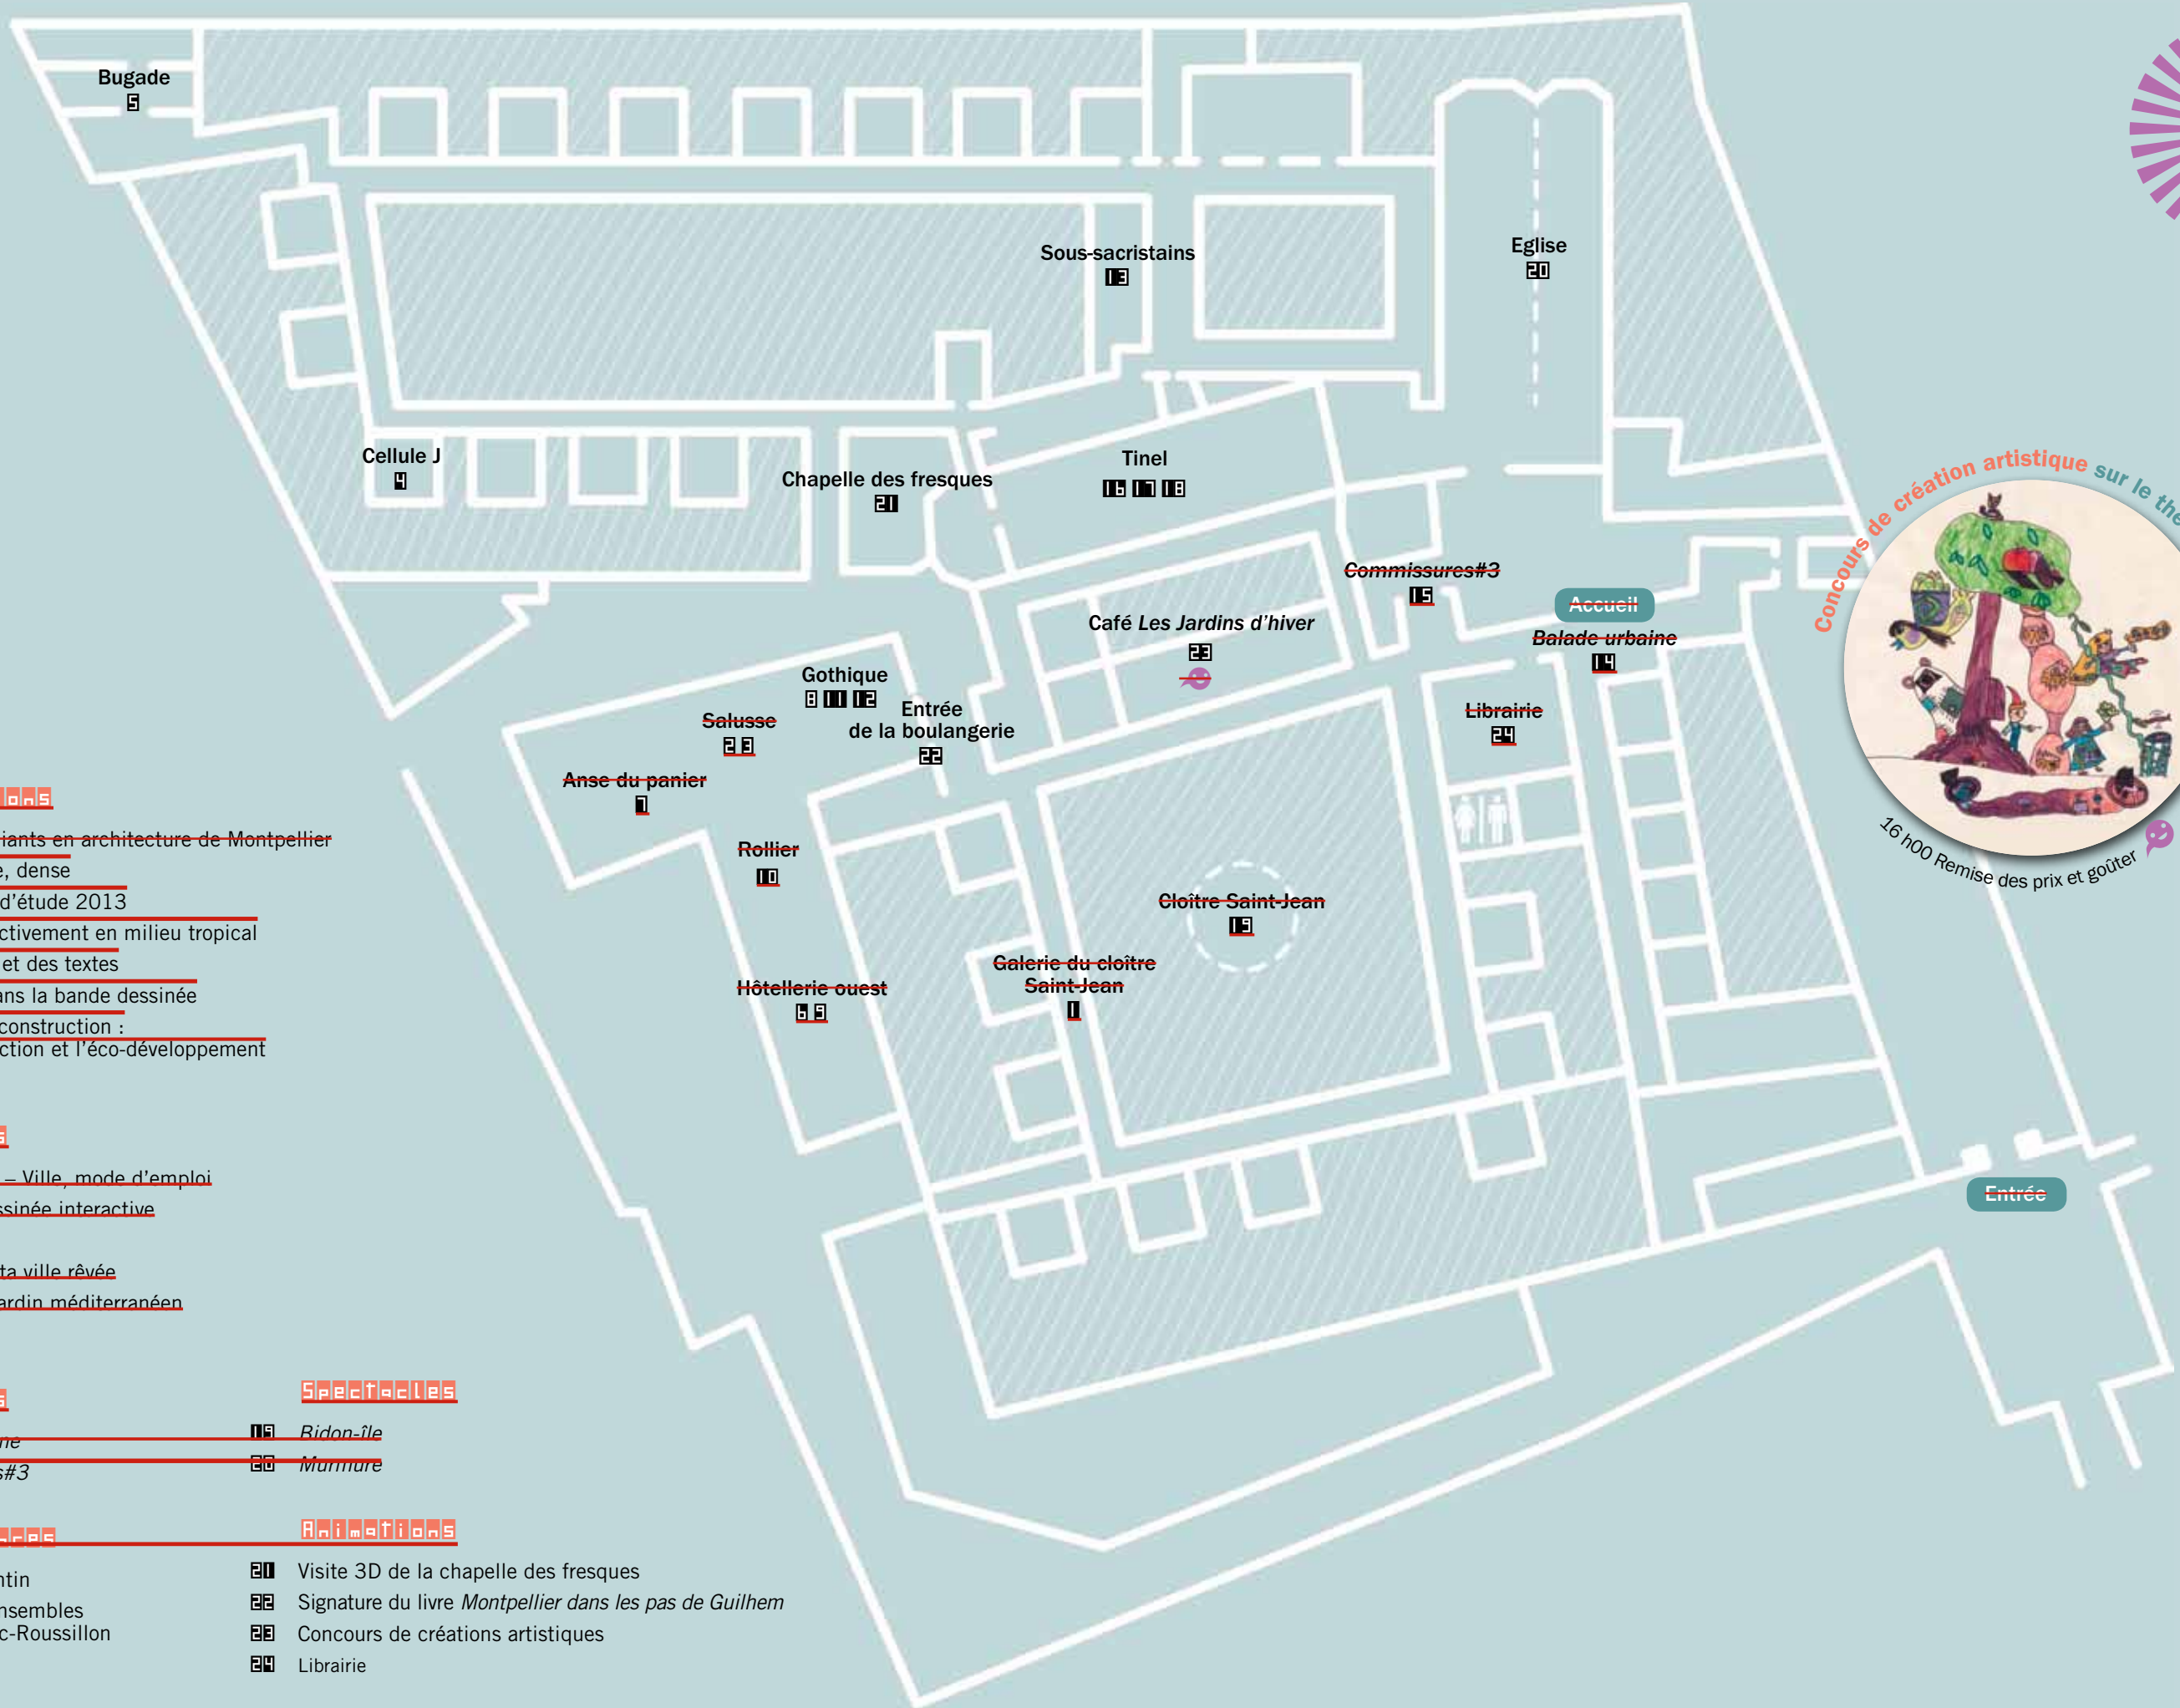 Bugade
5
Sous-sacristains
13
Eglise
20
Cellule J
4
Chapelle des fresques
21
Tinel
16 17 18
Commissures#3
15
Accueil
Balade urbaine
14
Café Les Jardins d'hiver
23
Gothique
8 11 12
Entrée
de la boulangerie
22
Salusse
2 3
Librairie
24
Anse du panier
7
Rollier
10
Cloître Saint-Jean
19
Galerie du cloître
Saint-Jean
1
Hôtellerie ouest
6 9
Entrée
Concours de création artistique sur le thè
16 h00 Remise des prix et goûter
ons
iants en architecture de Montpellier
e, dense
d'étude 2013
ctivement en milieu tropical
et des textes
ans la bande dessinée
construction :
ction et l'éco-développement
s
– Ville, mode d'emploi
ssinée interactive
ta ville rêvée
ardin méditerranéen
s
ne
s#3
nces
ntin
nsembles
c-Roussillon
Spectacles
19 Bidon-île
20 Murmure
Animations
21 Visite 3D de la chapelle des fresques
22 Signature du livre Montpellier dans les pas de Guilhem
23 Concours de créations artistiques
24 Librairie